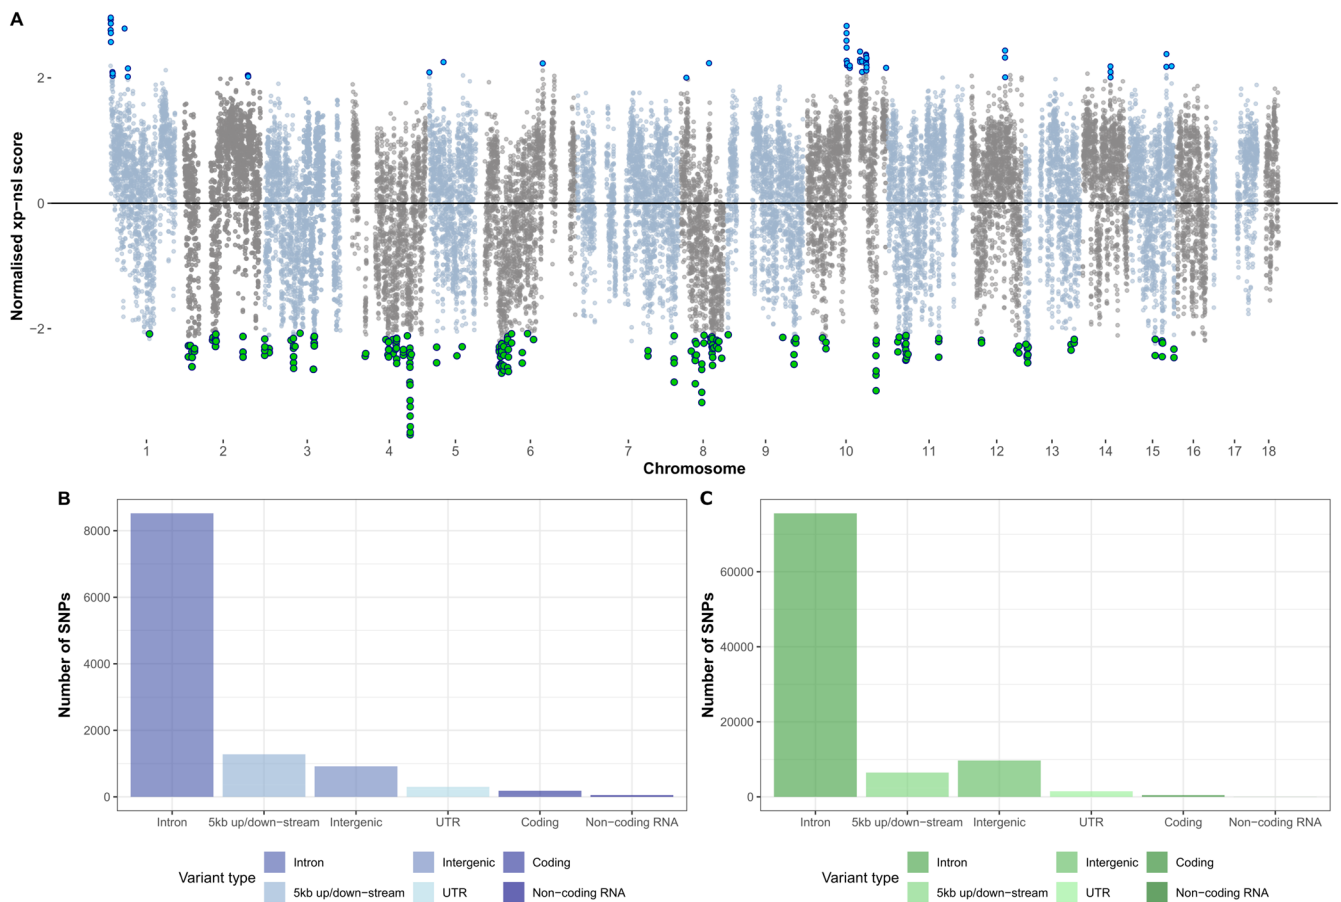 A
Normalised xp−nsl score
2
0
−2
1 2 3 4 5 6 7 8 9 10 11 12 13 14 15 16 17 18
Chromosome
B
Number of SNPs
8000
6000
4000
2000
0
Intron 5kb up/down−stream Intergenic UTR Coding Non−coding RNA
Variant type
Intron Intergenic Coding
5kb up/down−stream UTR Non−coding RNA
C
Number of SNPs
60000
40000
20000
0
Intron 5kb up/down−stream Intergenic UTR Coding Non−coding RNA
Variant type
Intron Intergenic Coding
5kb up/down−stream UTR Non−coding RNA